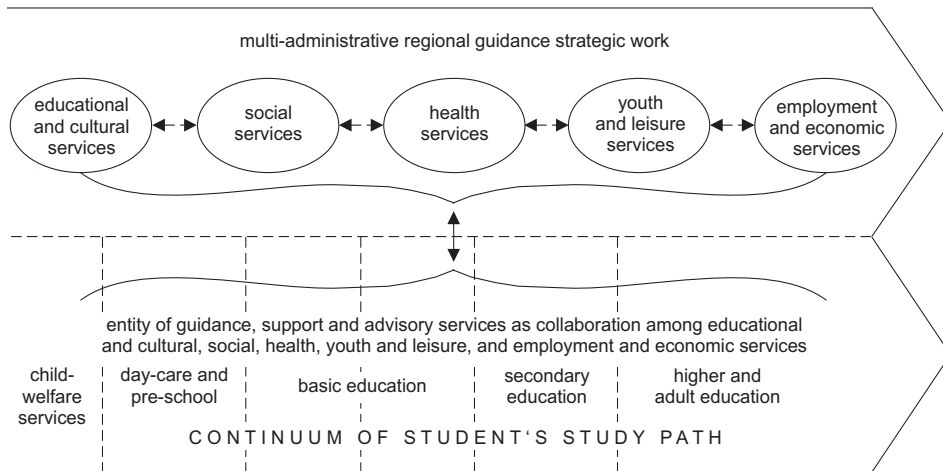 multi-administrative regional guidance strategic work
educational
and cultural
services
social
services
health
services
youth
and leisure
services
employment
and economic
services
entity of guidance, support and advisory services as collaboration among educational
and cultural, social, health, youth and leisure, and employment and economic services
child-
welfare
services
day-care and
pre-school
basic education
secondary
education
higher and
adult education
CONTINUUM OF STUDENT‘S STUDY PATH